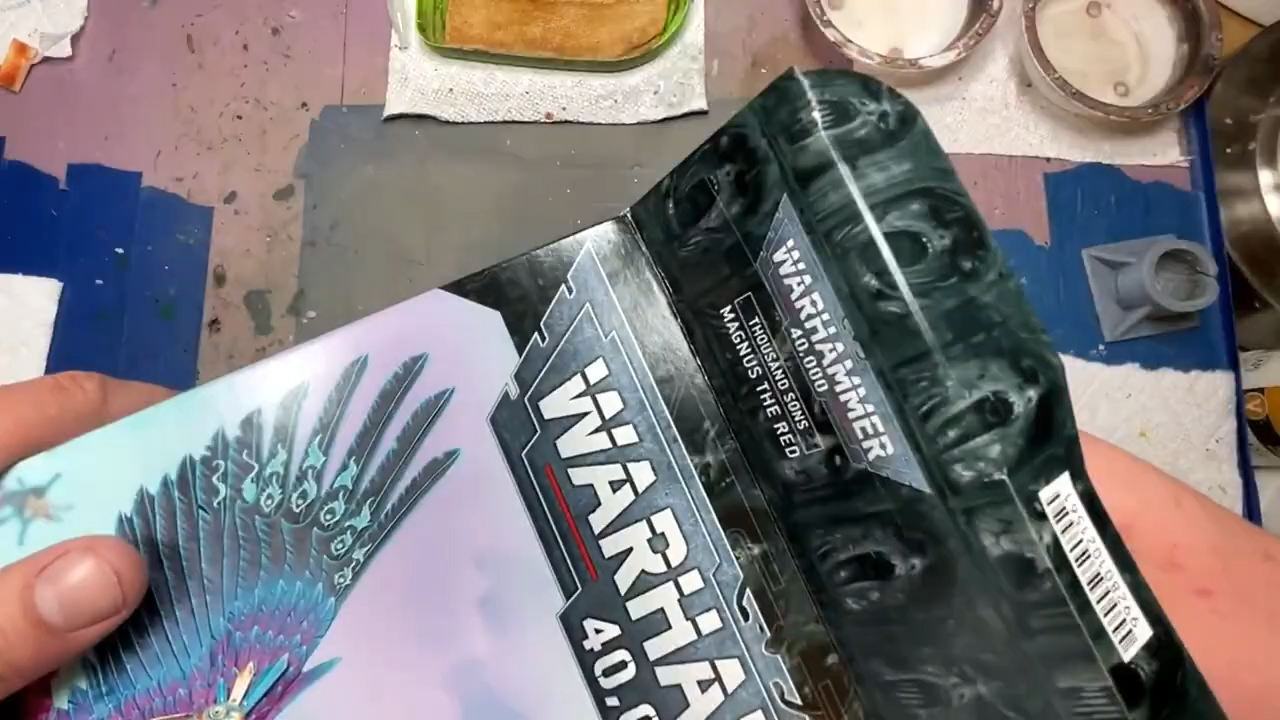 WARHAMMER
40,000
THOUSAND SONS
MAGNUS THE RED
WARHA
40,0